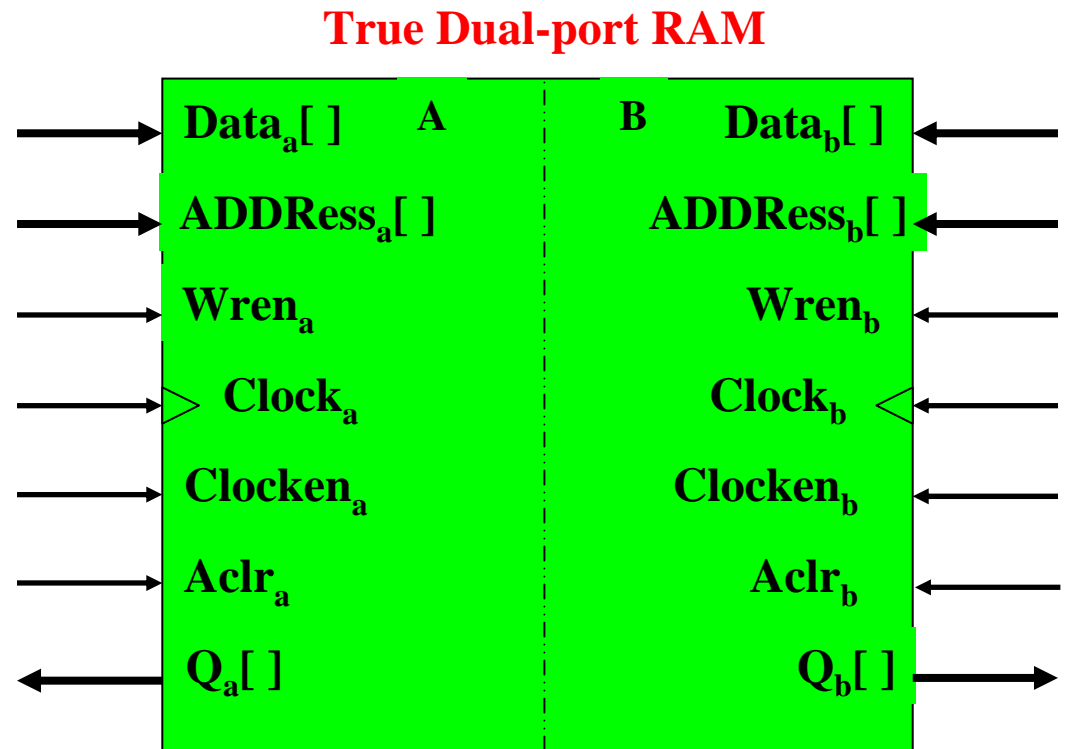 True Dual-port RAM
Dataa[ ] A B Datab[ ]
ADDRessa[ ] ADDRessb[ ]
Wrena Wrenb
Clocka Clockb
Clockena Clockenb
Aclra Aclrb
Qa[ ] Qb[ ]